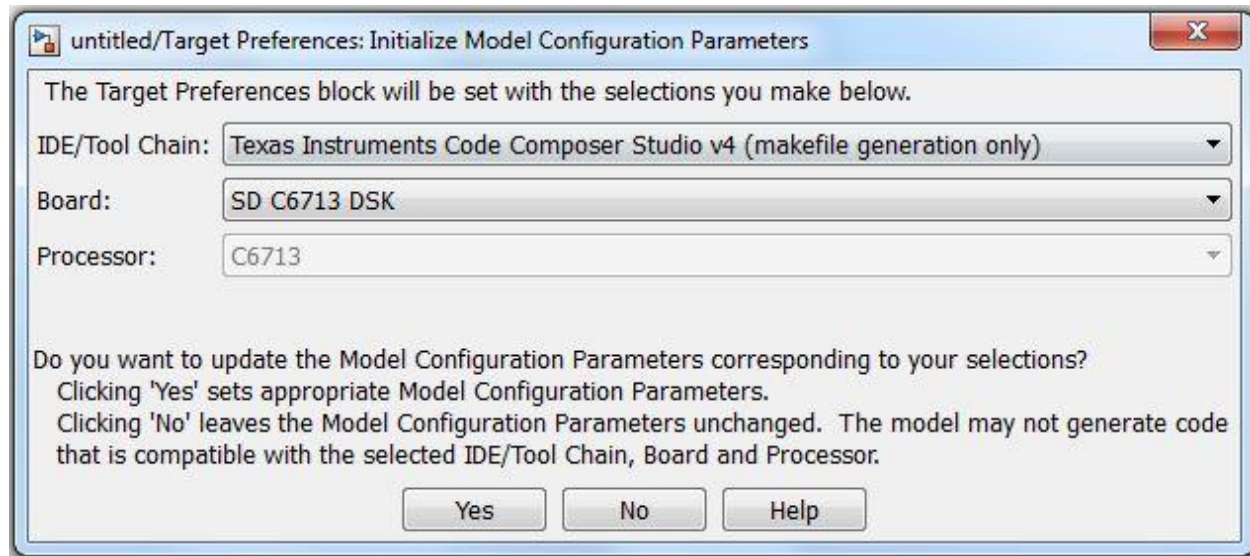 untitled/Target Preferences: Initialize Model Configuration Parameters
The Target Preferences block will be set with the selections you make below.
IDE/Tool Chain: Texas Instruments Code Composer Studio v4 (makefile generation only)
Board: SD C6713 DSK
Processor: C6713
Do you want to update the Model Configuration Parameters corresponding to your selections?
Clicking 'Yes' sets appropriate Model Configuration Parameters.
Clicking 'No' leaves the Model Configuration Parameters unchanged. The model may not generate code
that is compatible with the selected IDE/Tool Chain, Board and Processor.
Yes No Help